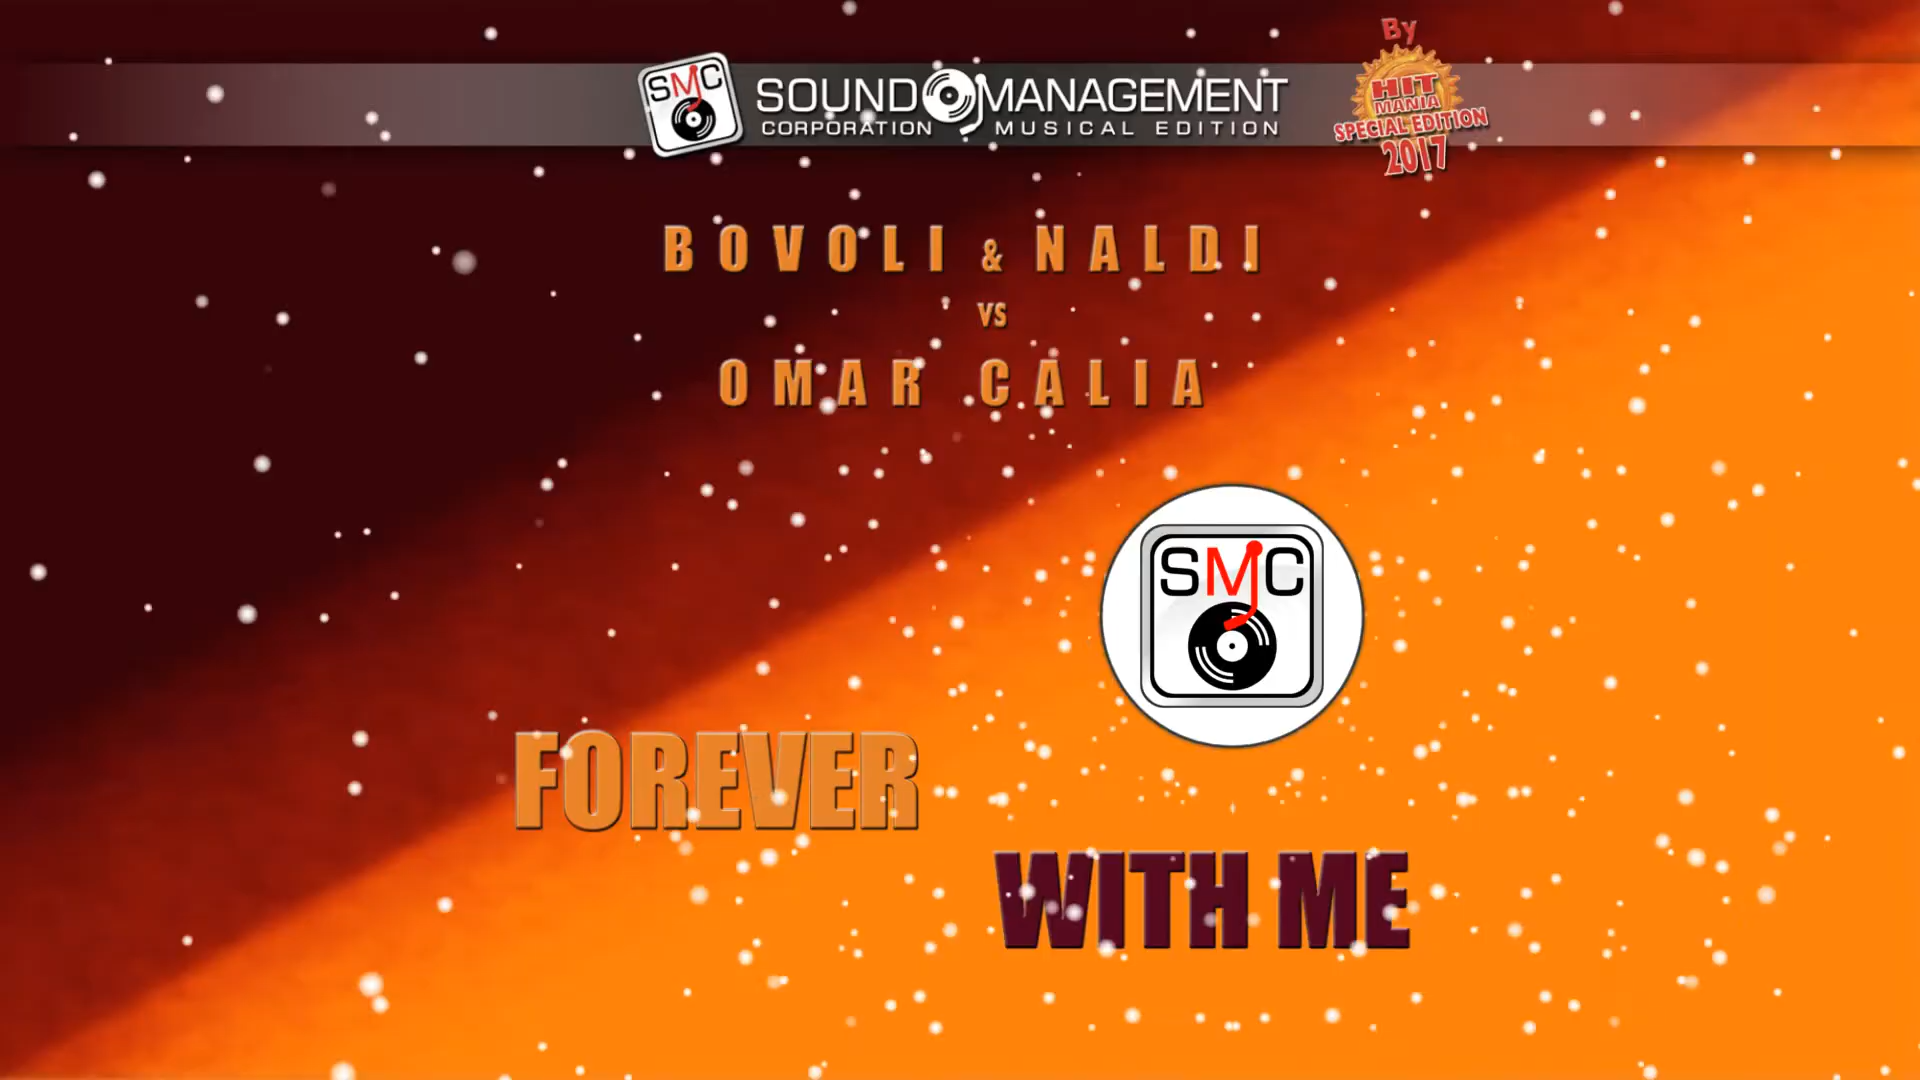 By
HIT
MANIA
SPECIAL EDITION
2017
SMC
SOUND MANAGEMENT
CORPORATION MUSICAL EDITION
BOVOLI & NALDI
VS
OMAR CALIA
SMC
FOREVER
WITH ME